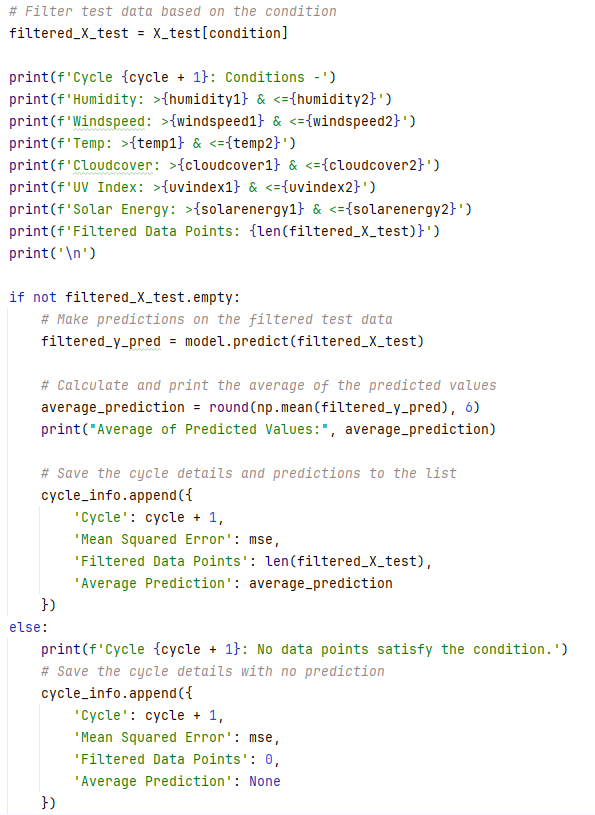 # Filter test data based on the condition
filtered_X_test = X_test[condition]

print(f'Cycle {cycle + 1}: Conditions -')
print(f'Humidity: >{humidity1} & <={humidity2}')
print(f'Windspeed: >{windspeed1} & <={windspeed2}')
print(f'Temp: >{temp1} & <={temp2}')
print(f'Cloudcover: >{cloudcover1} & <={cloudcover2}')
print(f'UV Index: >{uvindex1} & <={uvindex2}')
print(f'Solar Energy: >{solarenergy1} & <={solarenergy2}')
print(f'Filtered Data Points: {len(filtered_X_test)}')
print('\n')

if not filtered_X_test.empty:
    # Make predictions on the filtered test data
    filtered_y_pred = model.predict(filtered_X_test)

    # Calculate and print the average of the predicted values
    average_prediction = round(np.mean(filtered_y_pred), 6)
    print("Average of Predicted Values:", average_prediction)

    # Save the cycle details and predictions to the list
    cycle_info.append({
        'Cycle': cycle + 1,
        'Mean Squared Error': mse,
        'Filtered Data Points': len(filtered_X_test),
        'Average Prediction': average_prediction
    })
else:
    print(f'Cycle {cycle + 1}: No data points satisfy the condition.')
    # Save the cycle details with no prediction
    cycle_info.append({
        'Cycle': cycle + 1,
        'Mean Squared Error': mse,
        'Filtered Data Points': 0,
        'Average Prediction': None
    })